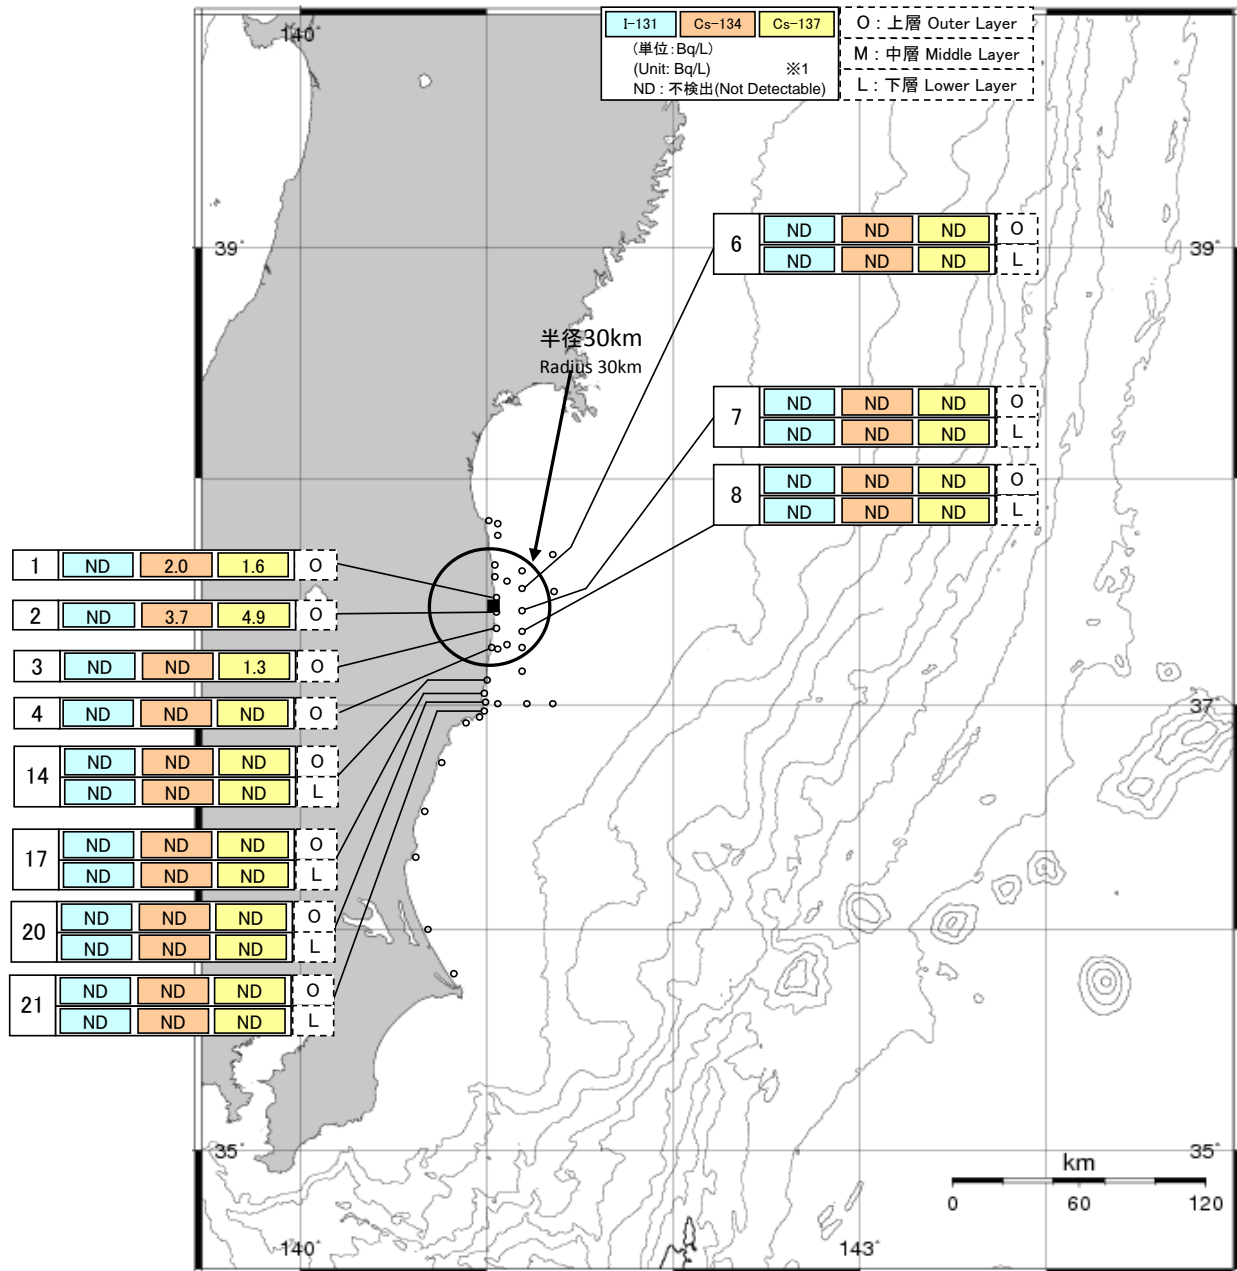 140°
I-131 Cs-134 Cs-137
(単位:Bq/L)
(Unit: Bq/L) ※1
ND : 不検出(Not Detectable)
O : 上層 Outer Layer
M : 中層 Middle Layer
L : 下層 Lower Layer
39°
39°
6 ND ND ND O
ND ND ND L
半径30km
Radius 30km
7 ND ND ND O
ND ND ND L
8 ND ND ND O
ND ND ND L
1 ND 2.0 1.6 O
2 ND 3.7 4.9 O
3 ND ND 1.3 O
4 ND ND ND O
37°
14 ND ND ND O
ND ND ND L
17 ND ND ND O
ND ND ND L
20 ND ND ND O
ND ND ND L
21 ND ND ND O
ND ND ND L
35°
35°
km
0 60 120
140°
143°